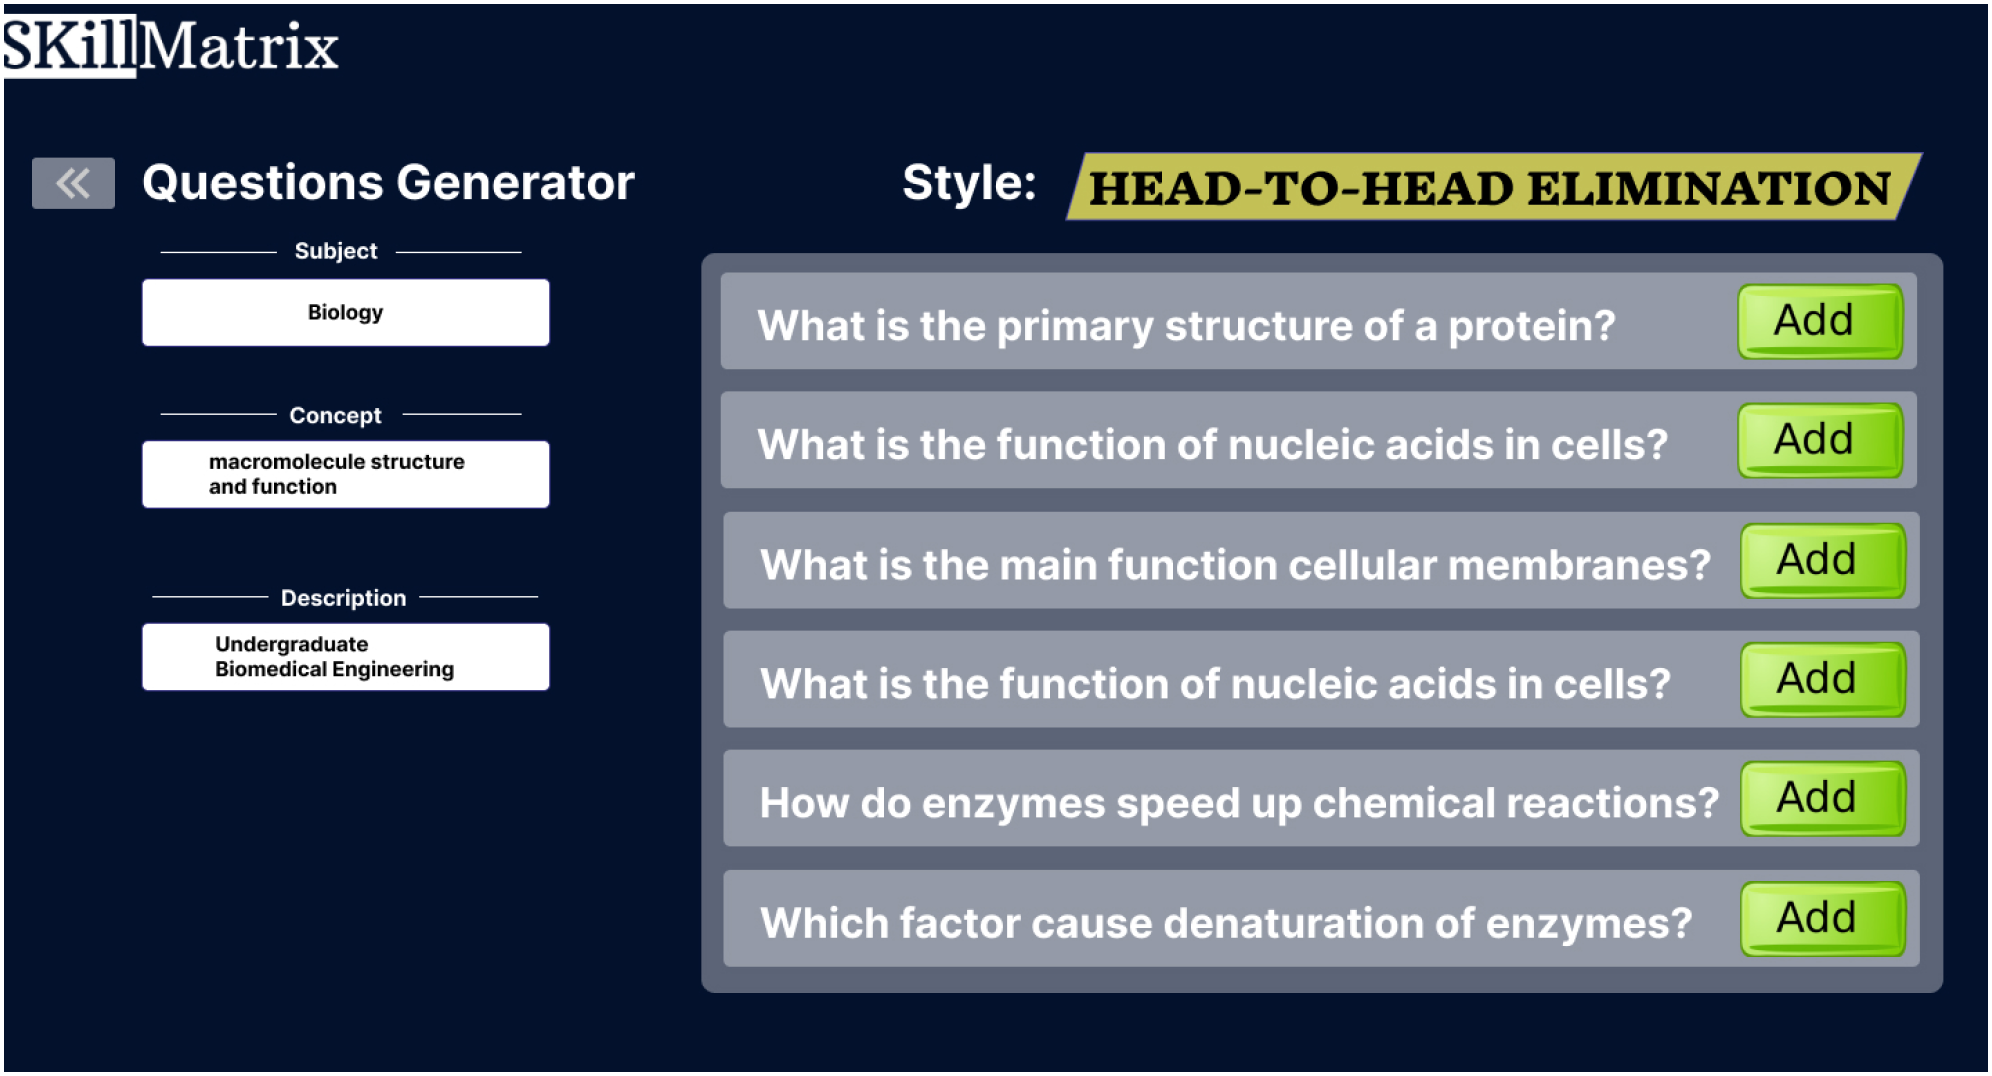 SKillMatrix
Questions Generator
Style: HEAD-TO-HEAD ELIMINATION
Subject
Biology
Concept
macromolecule structure
and function
Description
Undergraduate
Biomedical Engineering
What is the primary structure of a protein? Add
What is the function of nucleic acids in cells? Add
What is the main function cellular membranes? Add
What is the function of nucleic acids in cells? Add
How do enzymes speed up chemical reactions? Add
Which factor cause denaturation of enzymes? Add